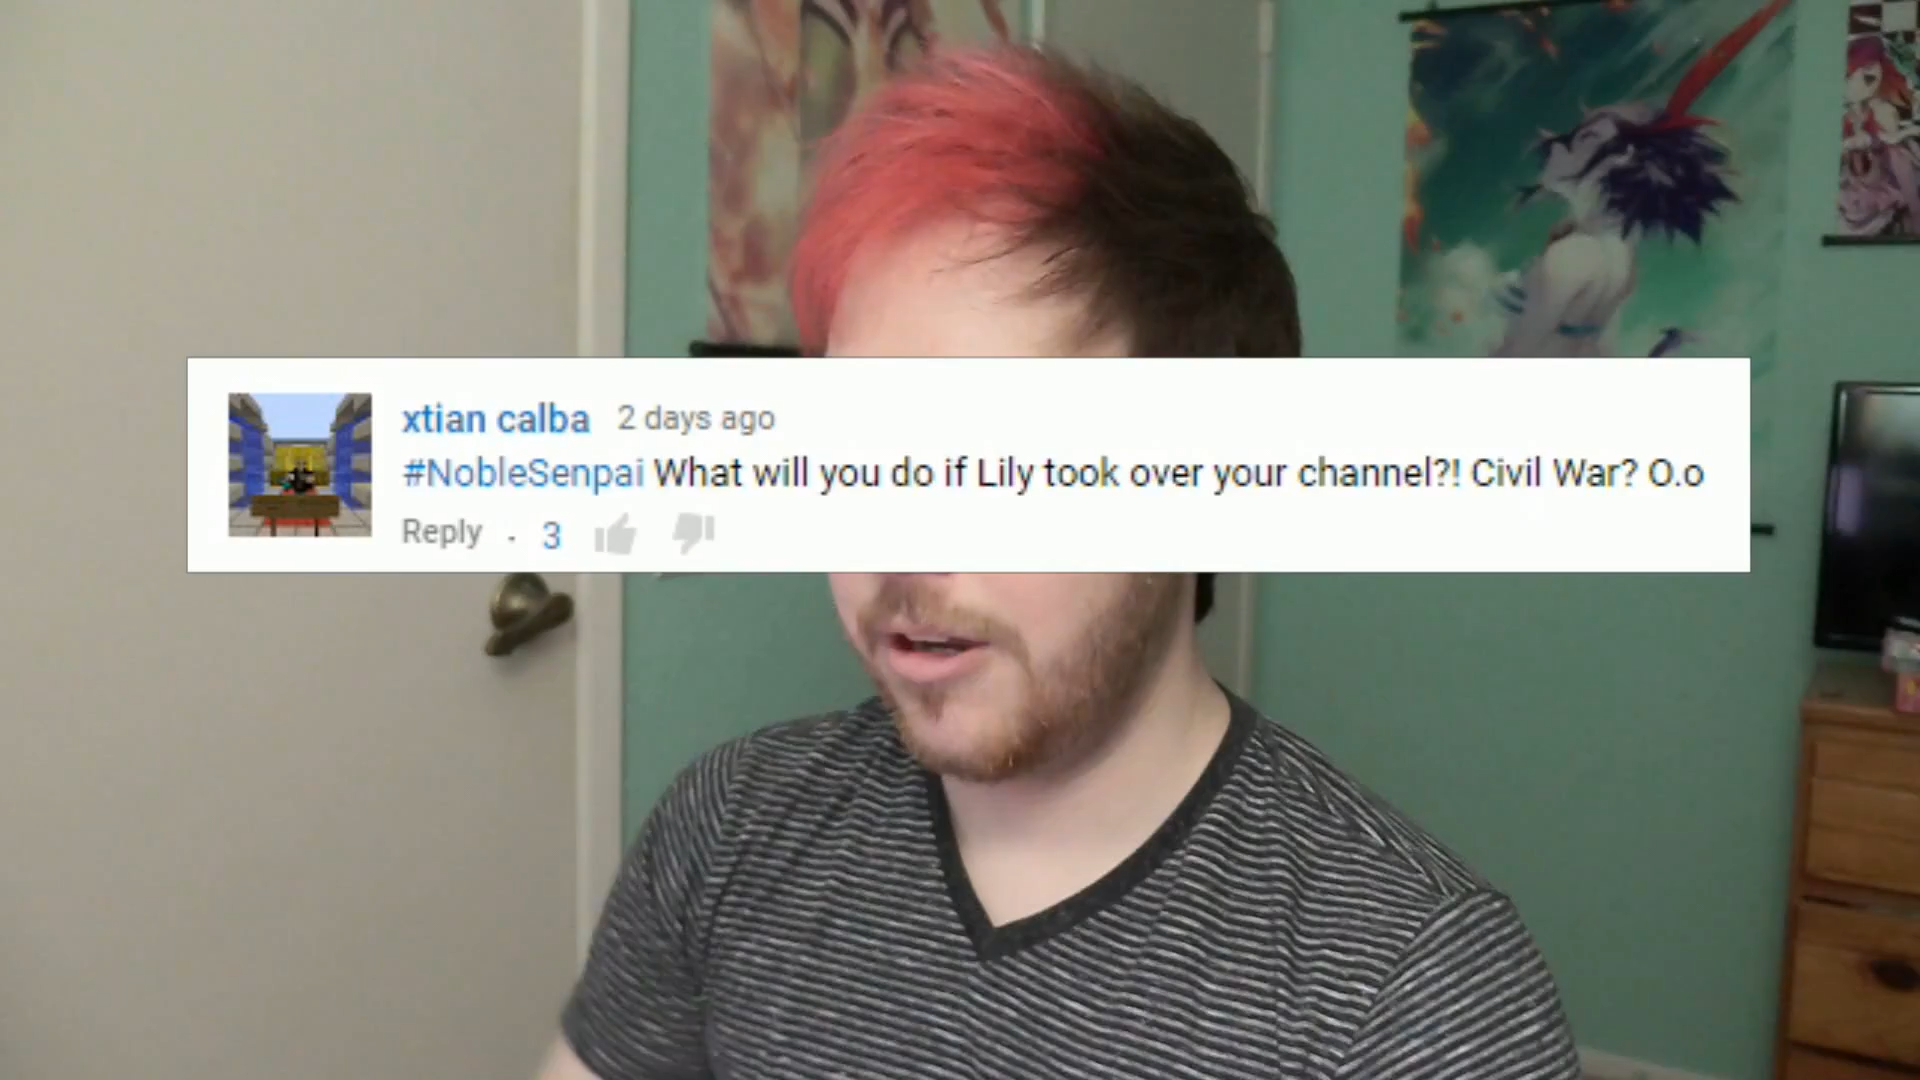 xtian calba 2 days ago
#NobleSenpai What will you do if Lily took over your channel?! Civil War? O.o
Reply . 3